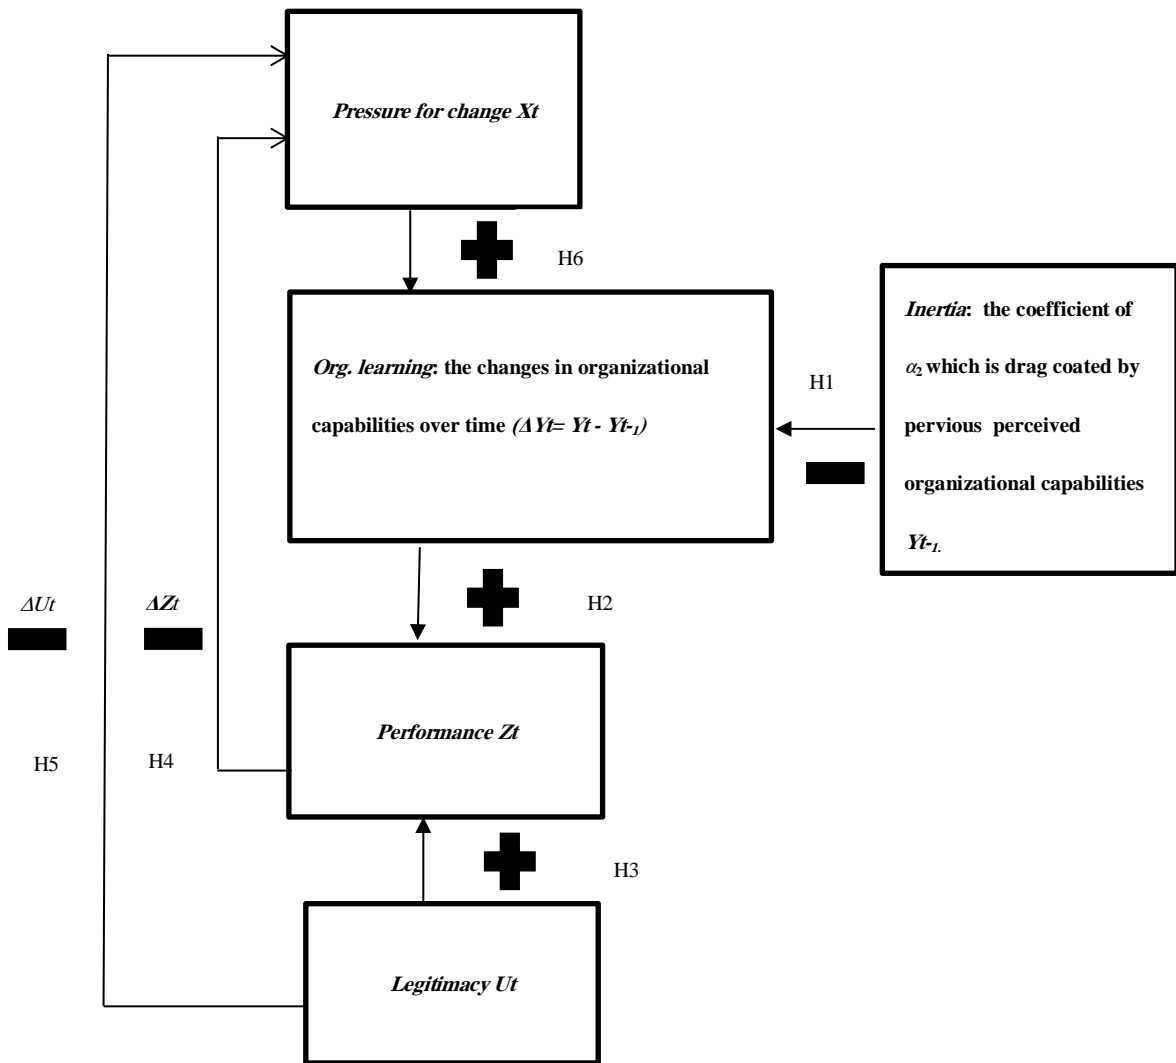 Pressure for change Xt
H6
Org. learning: the changes in organizational
capabilities over time (ΔYt= Yt - Yt-1)
H1
Inertia: the coefficient of
α2 which is drag coated by
pervious perceived
organizational capabilities
Yt-1.
H2
ΔUt
ΔZt
Performance Zt
H5
H4
H3
Legitimacy Ut